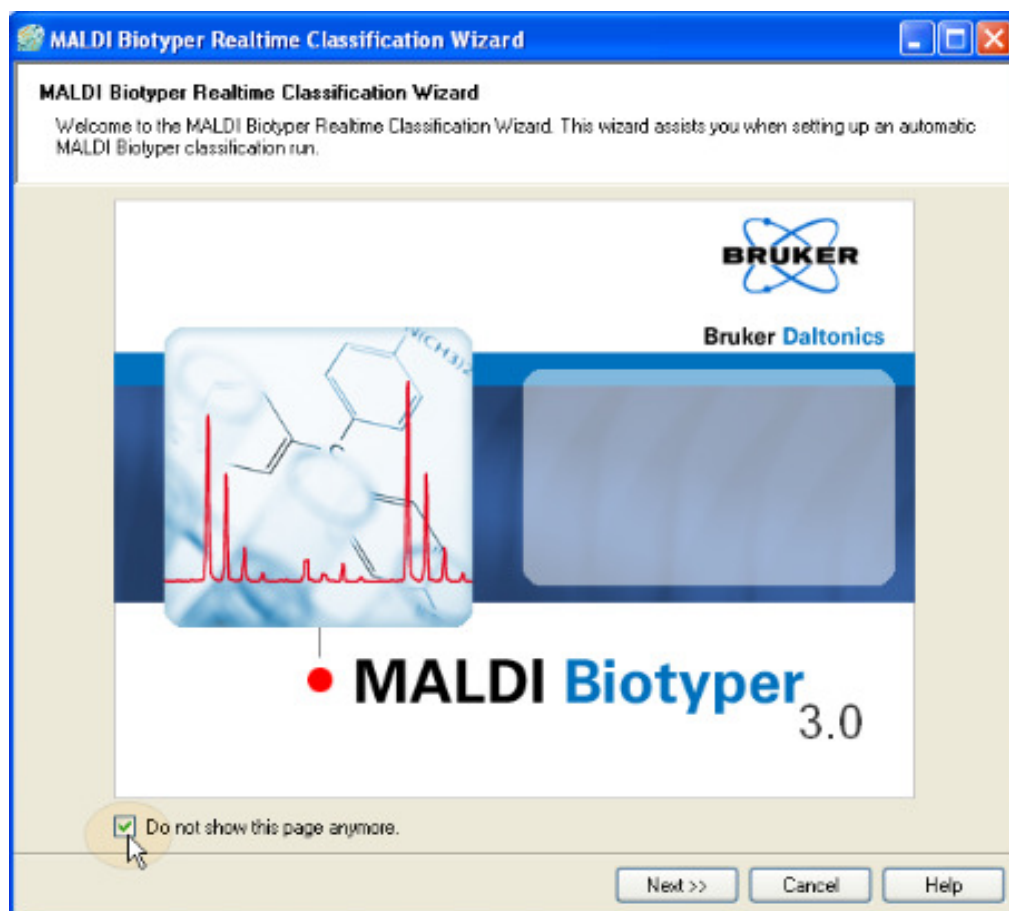 MALDI Biotyper Realtime Classification Wizard
MALDI Biotyper Realtime Classification Wizard
Welcome to the MALDI Biotyper Realtime Classification Wizard. This wizard assists you when setting up an automatic
MALDI Biotyper classification run.
BRUKER
Bruker Daltonics
N(CH3)2
C
MALDI Biotyper
3.0
Do not show this page anymore.
Next >> Cancel Help